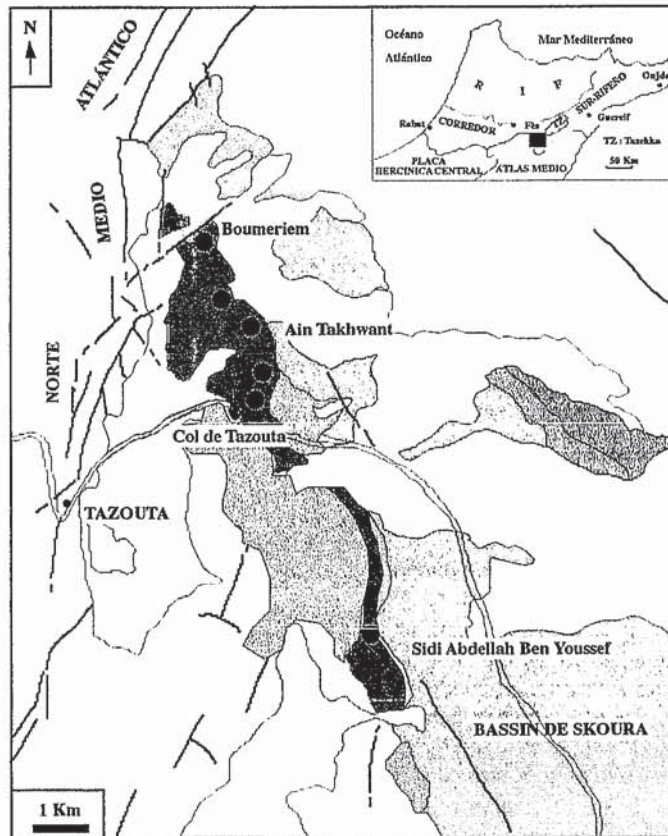 N
ATLÁNTICO
MEDIO
NORTE
Océano
Atlántico
Mar Mediterráneo
R I F
SUR-RIFEÑO
Oujda
Guercif
Rabat
CORREDOR
Fès
TZ
TZ : Tazekka
50 Km
PLACA
HERCÍNICA CENTRAL
ATLAS MEDIO
Boumeriem
Ain Takhwant
Col de Tazouta
TAZOUTA
Sidi Abdellah Ben Youssef
BASSIN DE SKOURA
1 Km